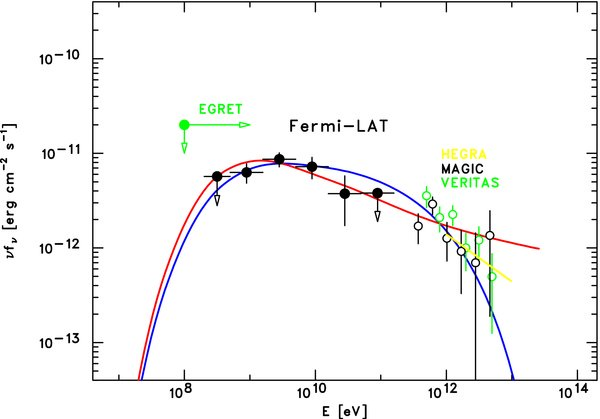 10⁻¹⁰
EGRET
Fermi-LAT
10⁻¹¹
HEGRA
MAGIC
VERITAS
νfν [erg cm⁻² s⁻¹]
10⁻¹²
10⁻¹³
10⁸ 10¹⁰ 10¹² 10¹⁴
E [eV]